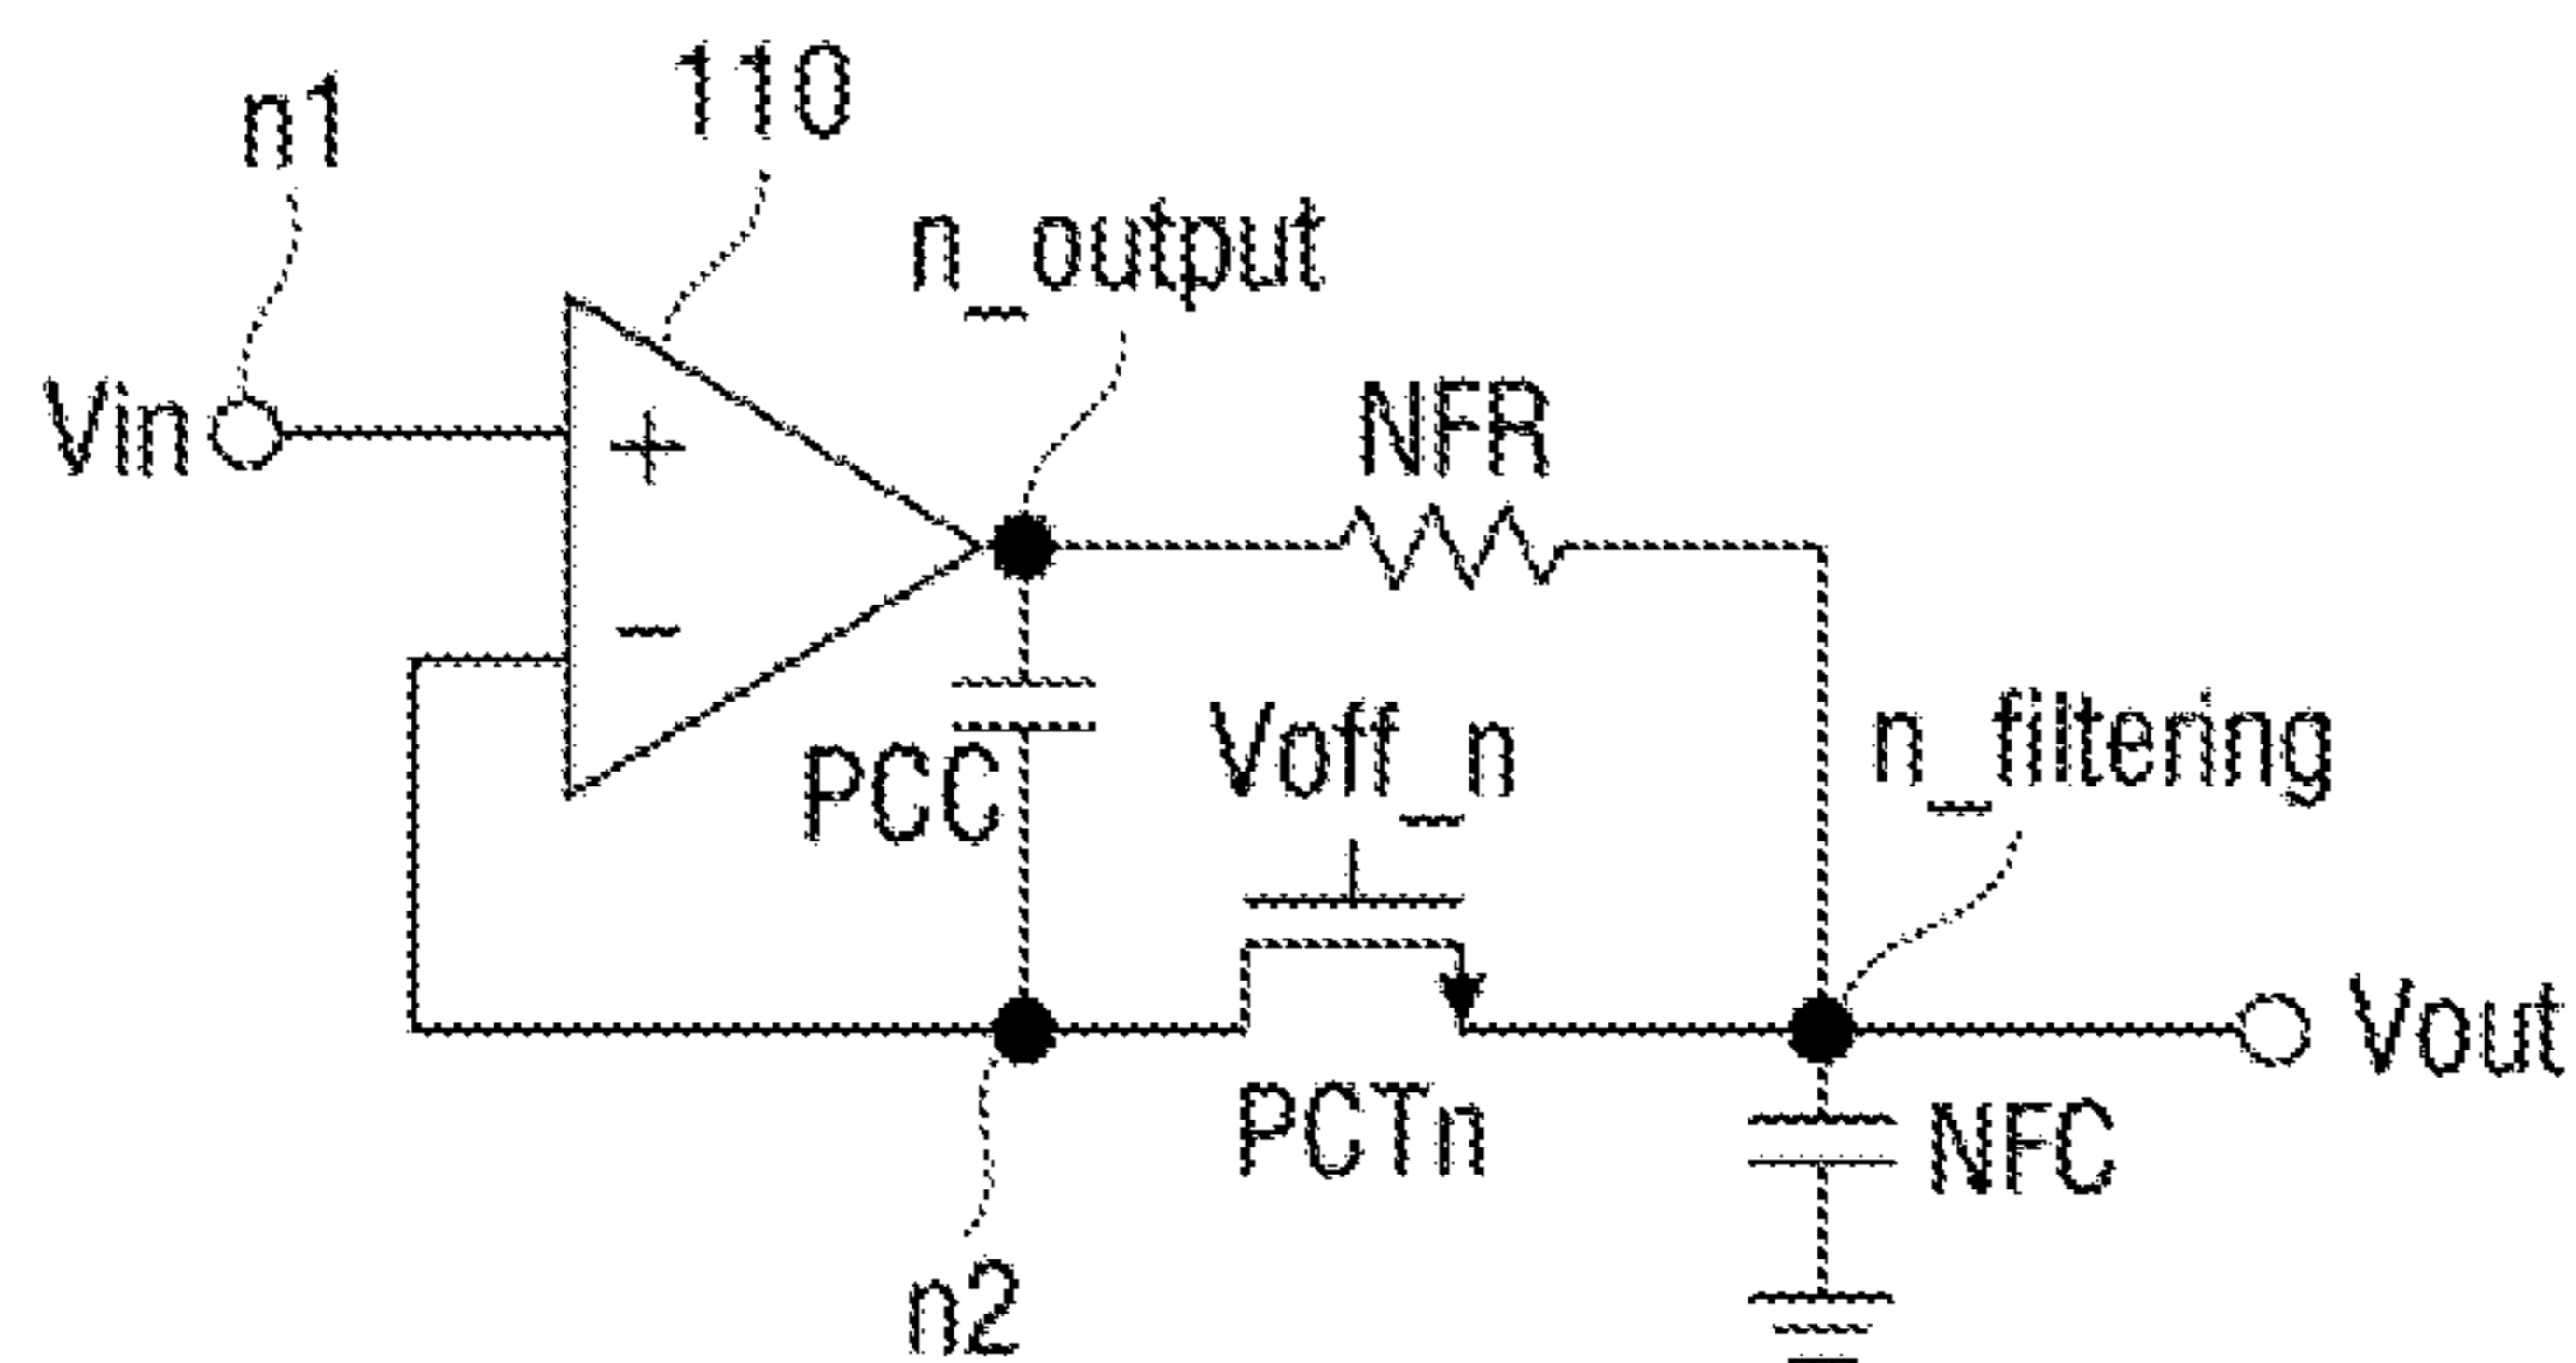 n1
110
n_output
Vin
+
NFR
−
PCC
Voff_n
n_filtering
Vout
PCTn
NFC
n2